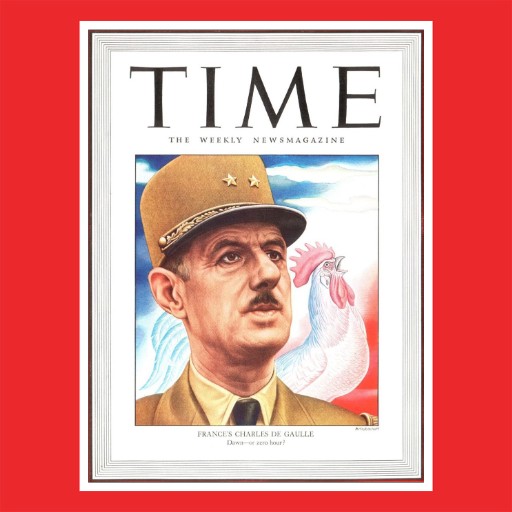 TIME
THE WEEKLY NEWSMAGAZINE
FRANCE'S CHARLES DE GAULLE
Dawn—or zero hour?